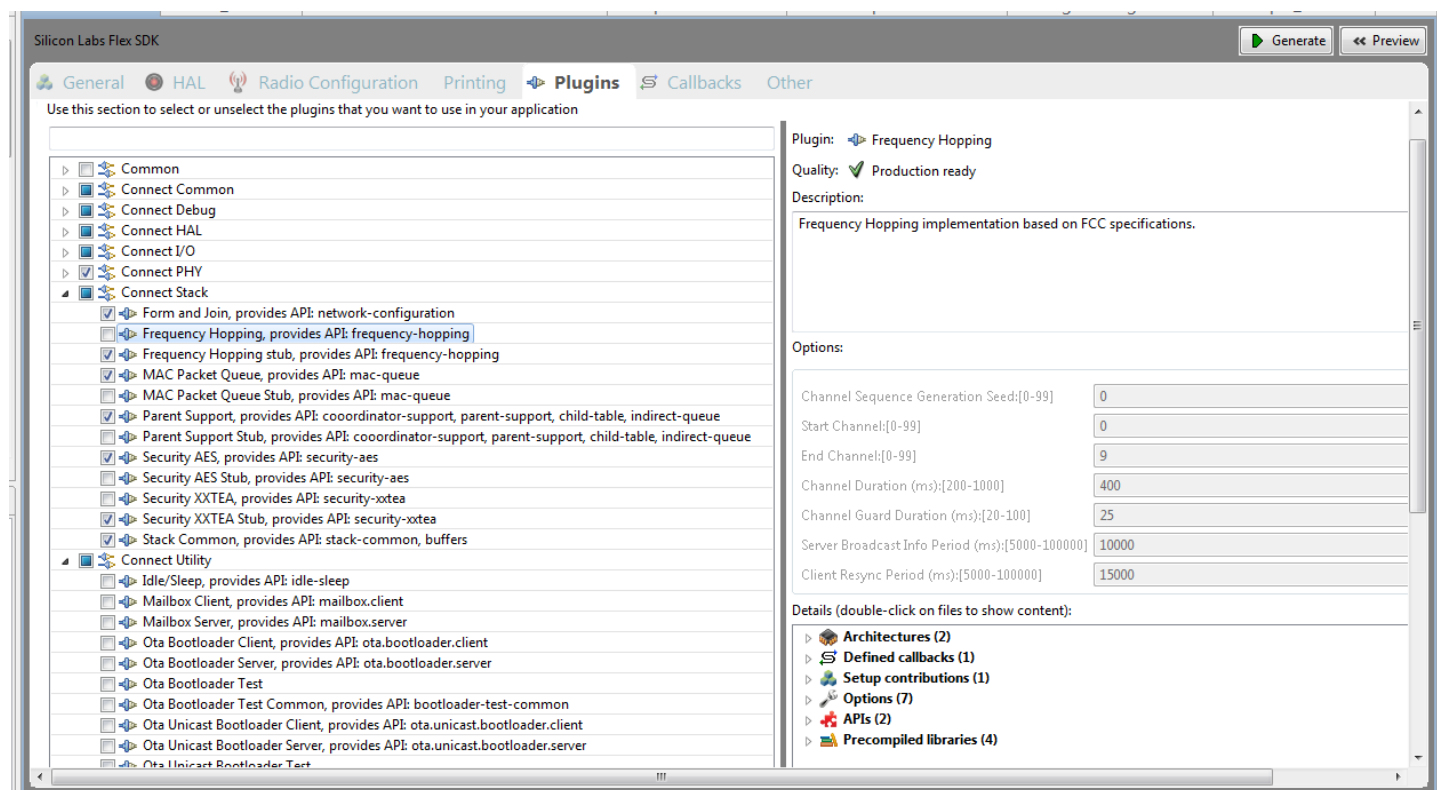 Silicon Labs Flex SDK
Generate
Preview
General HAL Radio Configuration Printing Plugins Callbacks Other
Use this section to select or unselect the plugins that you want to use in your application
Common
Connect Common
Connect Debug
Connect HAL
Connect I/O
Connect PHY
Connect Stack
Form and Join, provides API: network-configuration
Frequency Hopping, provides API: frequency-hopping
Frequency Hopping stub, provides API: frequency-hopping
MAC Packet Queue, provides API: mac-queue
MAC Packet Queue Stub, provides API: mac-queue
Parent Support, provides API: cooordinator-support, parent-support, child-table, indirect-queue
Parent Support Stub, provides API: cooordinator-support, parent-support, child-table, indirect-queue
Security AES, provides API: security-aes
Security AES Stub, provides API: security-aes
Security XXTEA, provides API: security-xxtea
Security XXTEA Stub, provides API: security-xxtea
Stack Common, provides API: stack-common, buffers
Connect Utility
Idle/Sleep, provides API: idle-sleep
Mailbox Client, provides API: mailbox.client
Mailbox Server, provides API: mailbox.server
Ota Bootloader Client, provides API: ota.bootloader.client
Ota Bootloader Server, provides API: ota.bootloader.server
Ota Bootloader Test
Ota Bootloader Test Common, provides API: bootloader-test-common
Ota Unicast Bootloader Client, provides API: ota.unicast.bootloader.client
Ota Unicast Bootloader Server, provides API: ota.unicast.bootloader.server
Ota Unicast Bootloader Test
Plugin: Frequency Hopping
Quality: Production ready
Description:
Frequency Hopping implementation based on FCC specifications.
Options:
Channel Sequence Generation Seed:[0-99] 0
Start Channel:[0-99] 0
End Channel:[0-99] 9
Channel Duration (ms):[200-1000] 400
Channel Guard Duration (ms):[20-100] 25
Server Broadcast Info Period (ms):[5000-100000] 10000
Client Resync Period (ms):[5000-100000] 15000
Details (double-click on files to show content):
Architectures (2)
Defined callbacks (1)
Setup contributions (1)
Options (7)
APIs (2)
Precompiled libraries (4)